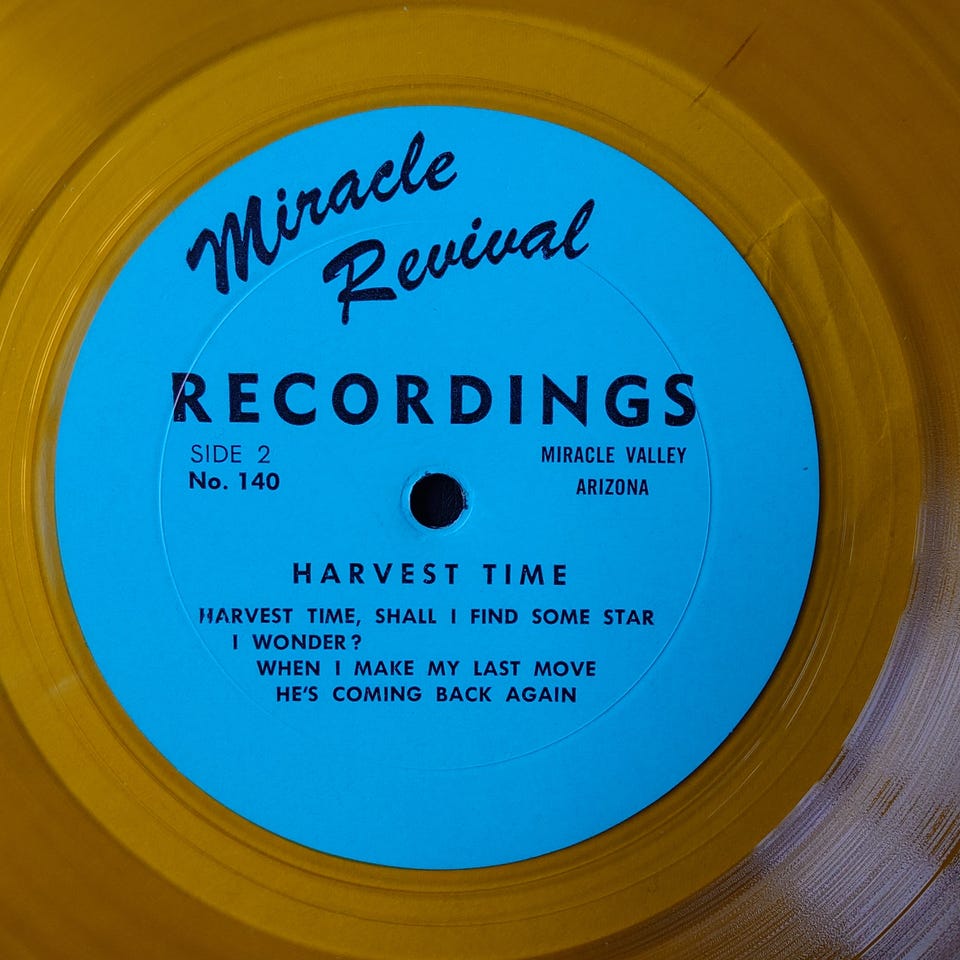 Miracle
Revival
RECORDINGS
SIDE 2
MIRACLE VALLEY
No. 140
ARIZONA
HARVEST TIME
HARVEST TIME, SHALL I FIND SOME STAR
I WONDER?
WHEN I MAKE MY LAST MOVE
HE'S COMING BACK AGAIN